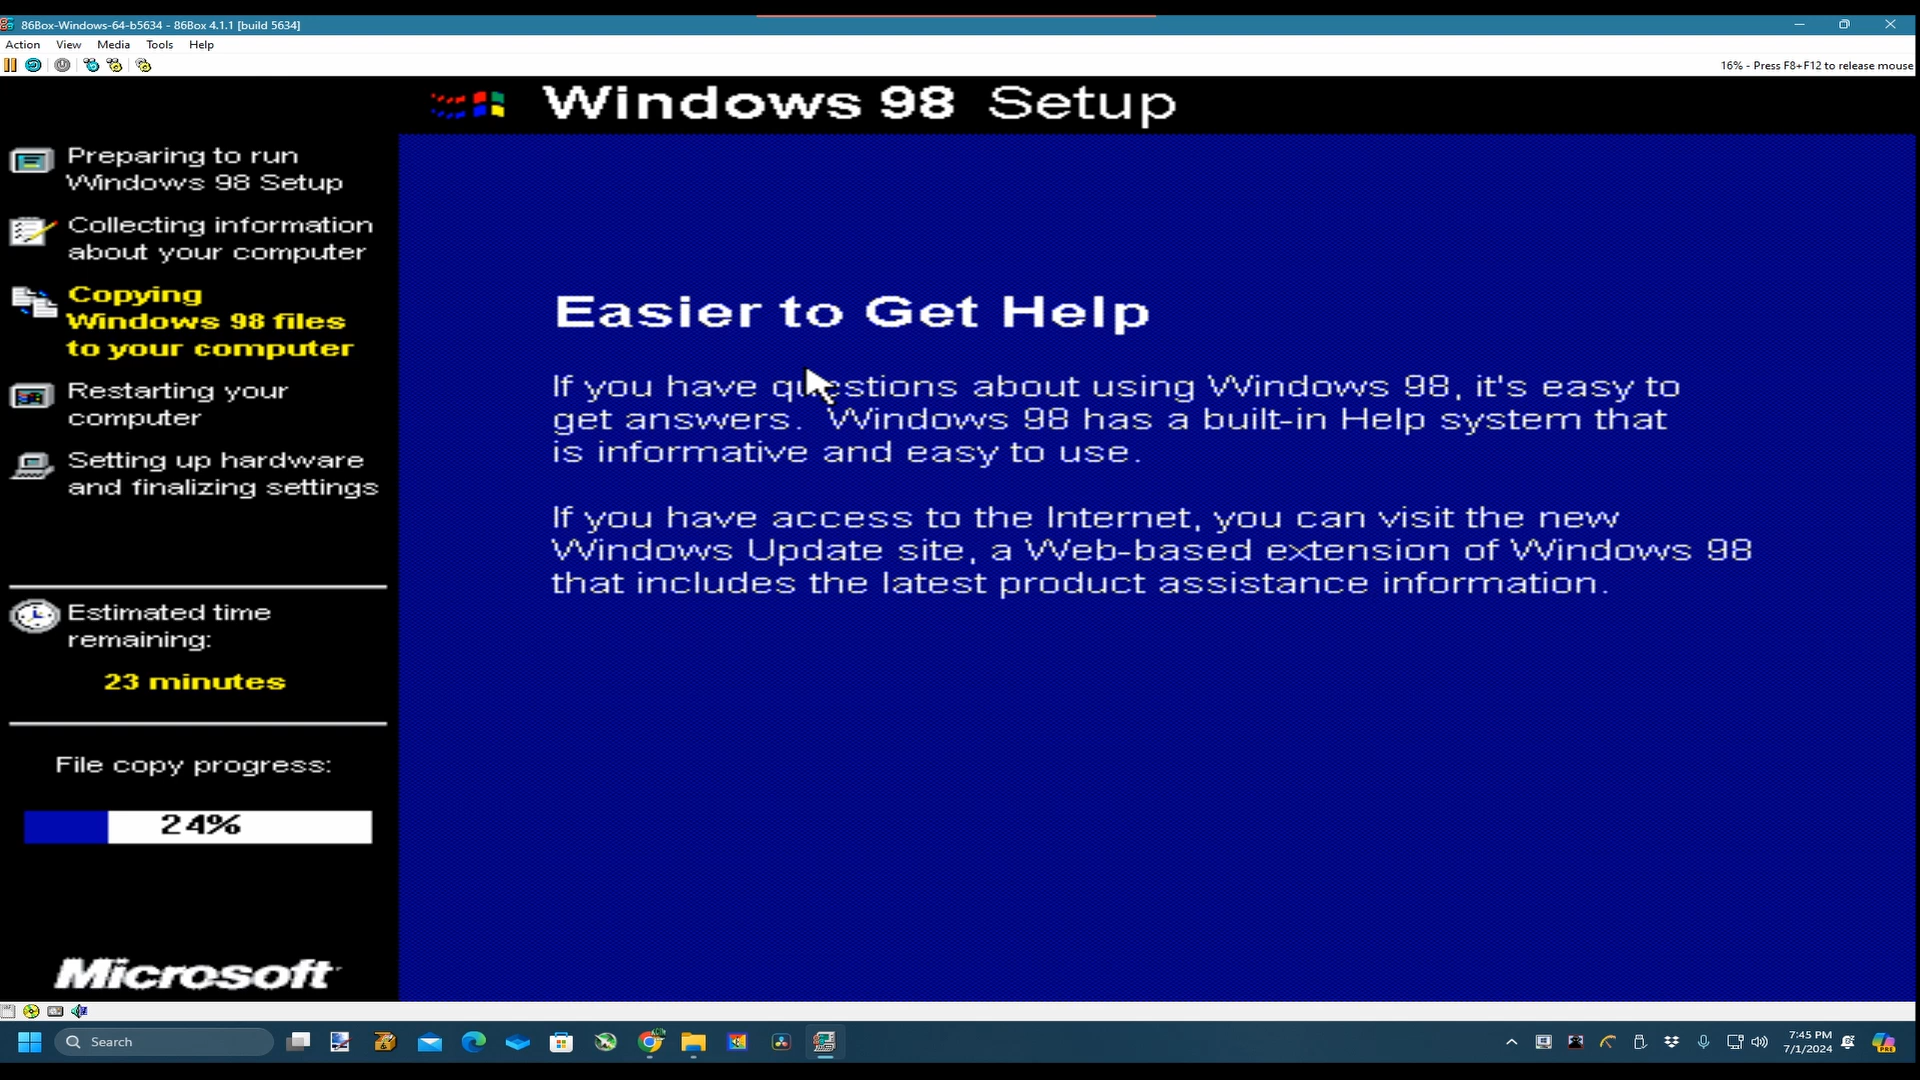 86Box-Windows-64-b5634 - 86Box 4.1.1 [build 5634]
Action View Media Tools Help
16% - Press F8+F12 to release mouse
Windows 98 Setup
Preparing to run
Windows 98 Setup
Collecting information
about your computer
Copying
Windows 98 files
to your computer
Restarting your
computer
Setting up hardware
and finalizing settings
Estimated time
remaining:
23 minutes
File copy progress:
24%
Microsoft
Easier to Get Help
If you have questions about using Windows 98, it's easy to
get answers. Windows 98 has a built-in Help system that
is informative and easy to use.
If you have access to the Internet, you can visit the new
Windows Update site, a Web-based extension of Windows 98
that includes the latest product assistance information.
Search
7:45 PM
7/1/2024
PRE